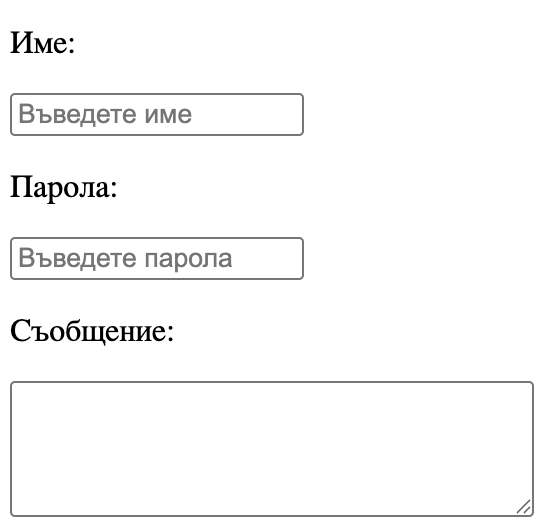 Име:
Въведете име
Парола:
Въведете парола
Съобщение: